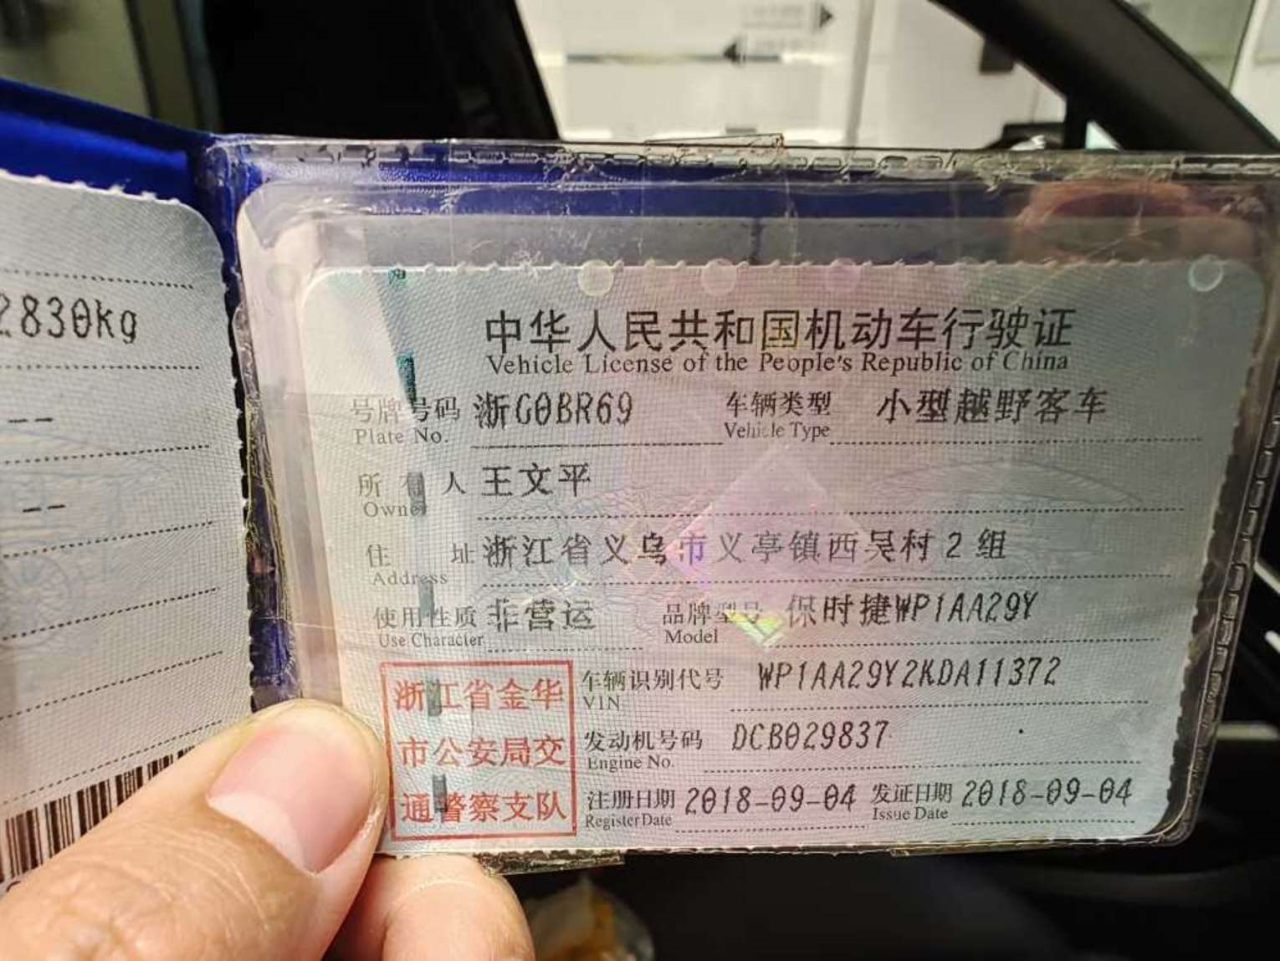 2830kg
--
--
中华人民共和国机动车行驶证
Vehicle License of the People's Republic of China
号牌号码 浙G0BR69 车辆类型 小型越野客车
Plate No. Vehicle Type
所有人 王文平
Owner
住址 浙江省义乌市义亭镇西吴村2组
Address
使用性质 非营运 品牌型号 保时捷WP1AA29Y
Use Character Model
浙江省金华
市公安局交
通警察支队
车辆识别代号 WP1AA29Y2KDA11372
VIN
发动机号码 DCB029837
Engine No.
注册日期 2018-09-04 发证日期 2018-09-04
Register Date Issue Date